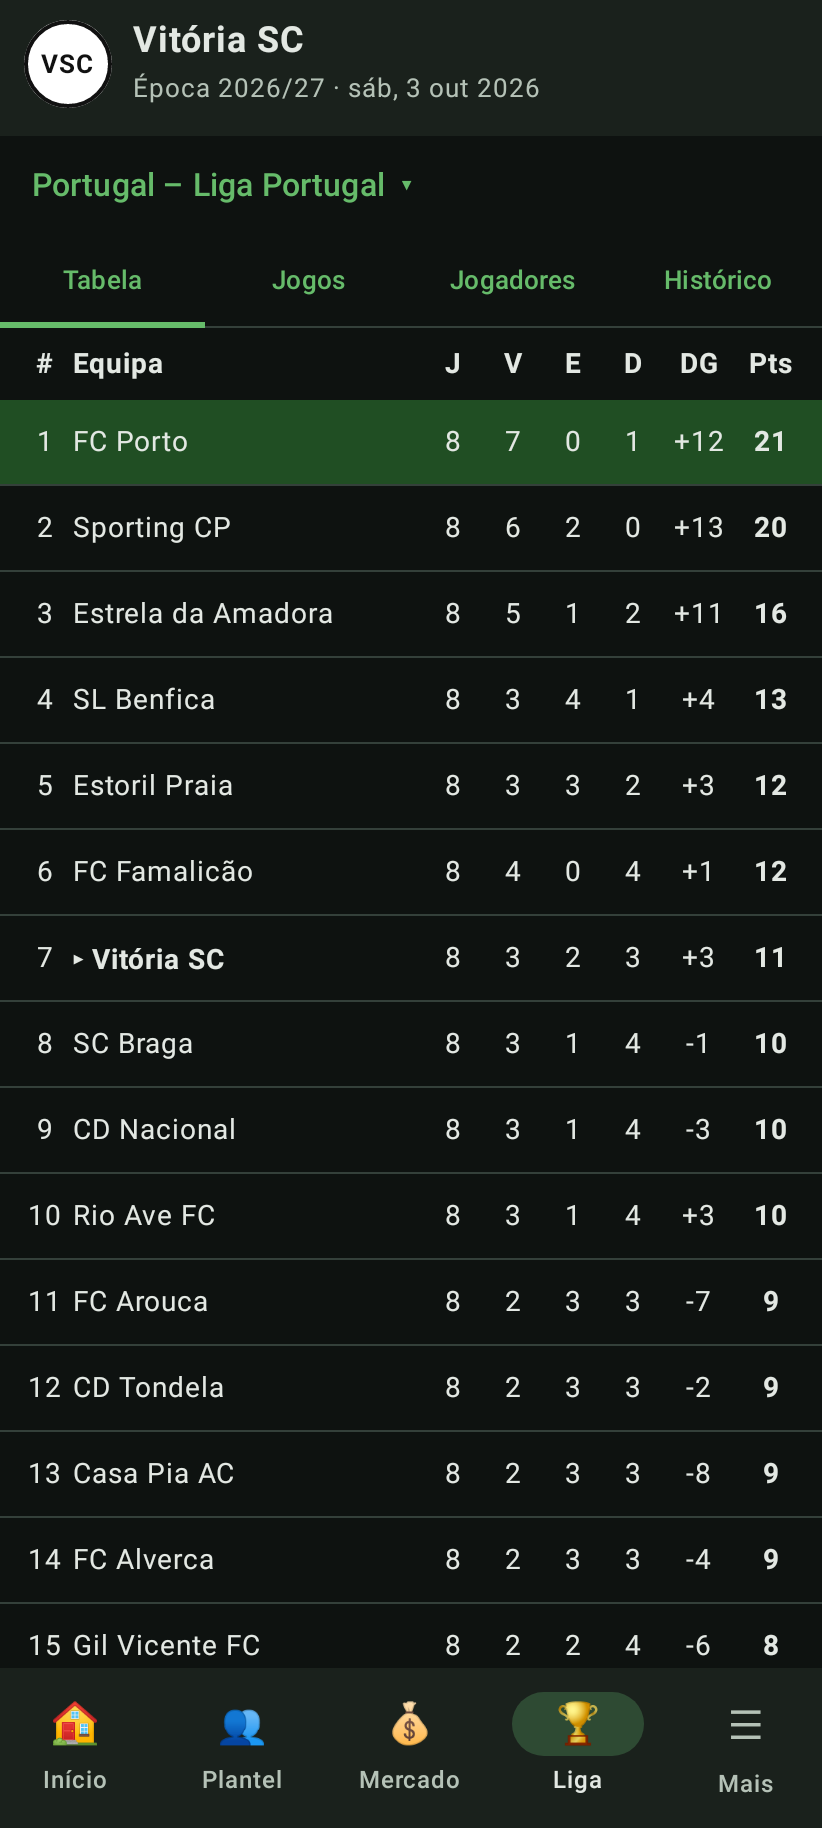 VSC
Vitória SC
Época 2026/27 · sáb, 3 out 2026
Portugal – Liga Portugal ▾
Tabela Jogos Jogadores Histórico
# Equipa J V E D DG Pts
1 FC Porto 8 7 0 1 +12 21
2 Sporting CP 8 6 2 0 +13 20
3 Estrela da Amadora 8 5 1 2 +11 16
4 SL Benfica 8 3 4 1 +4 13
5 Estoril Praia 8 3 3 2 +3 12
6 FC Famalicão 8 4 0 4 +1 12
7 ▸ Vitória SC 8 3 2 3 +3 11
8 SC Braga 8 3 1 4 -1 10
9 CD Nacional 8 3 1 4 -3 10
10 Rio Ave FC 8 3 1 4 +3 10
11 FC Arouca 8 2 3 3 -7 9
12 CD Tondela 8 2 3 3 -2 9
13 Casa Pia AC 8 2 3 3 -8 9
14 FC Alverca 8 2 3 3 -4 9
15 Gil Vicente FC 8 2 2 4 -6 8
Início Plantel Mercado Liga Mais